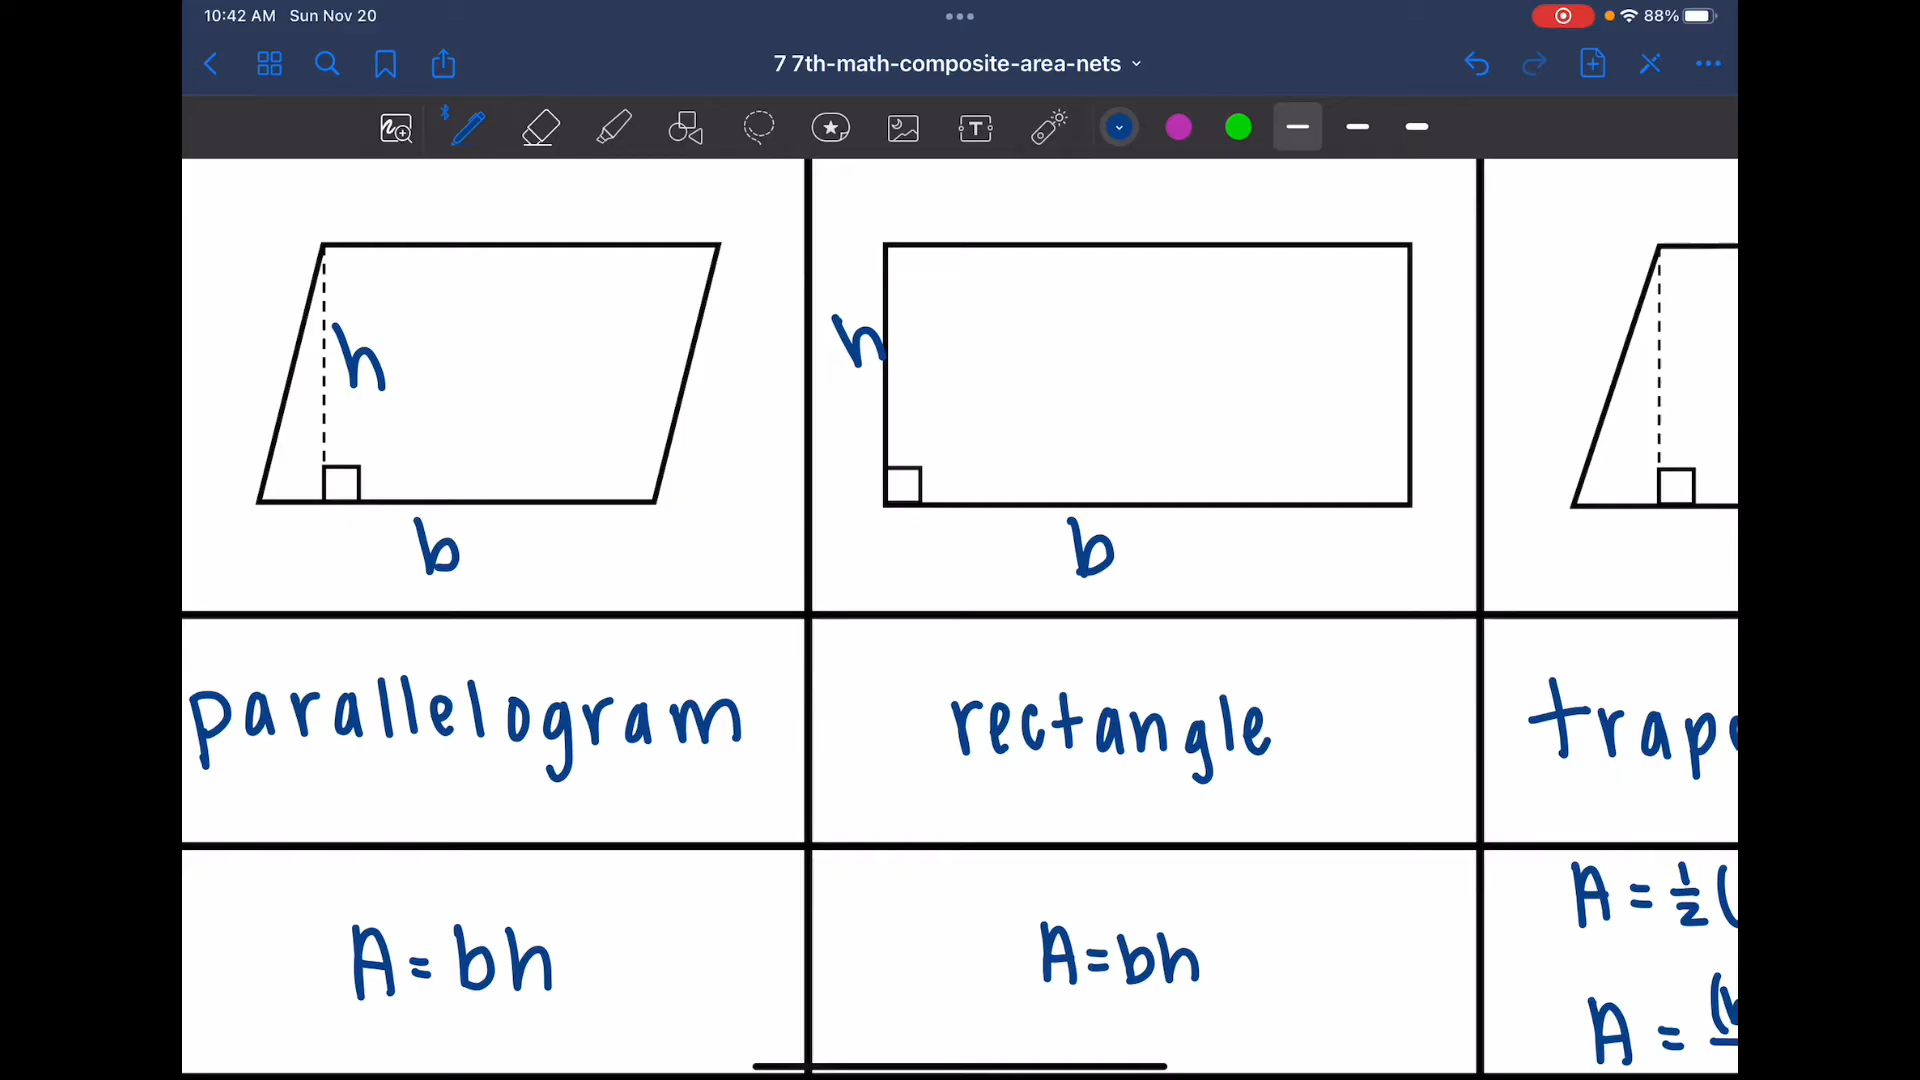 10:42 AM Sun Nov 20
88%
7 7th-math-composite-area-nets
T
h
h
b
b
parallelogram
rectangle
A = bh
A = bh
A = 1/2 (
A =